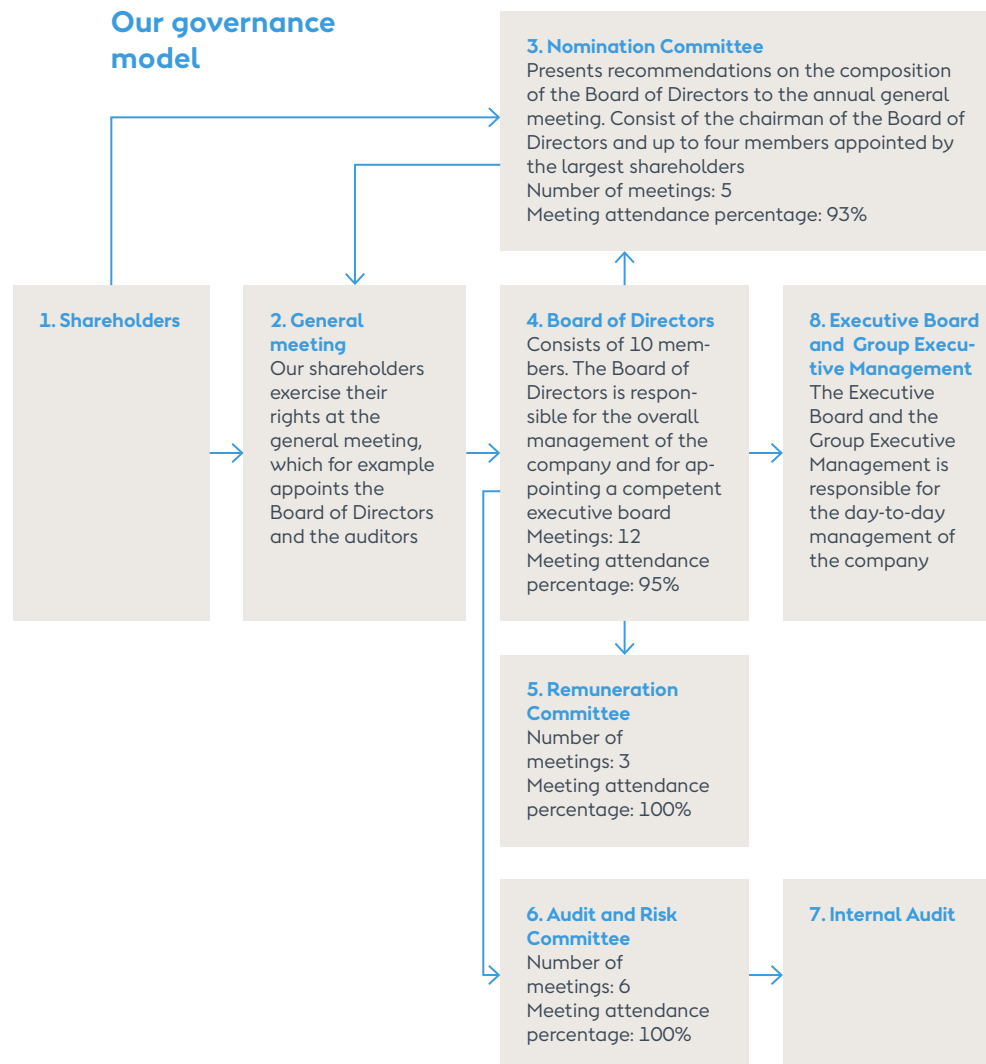 Our governance
model
3. Nomination Committee
Presents recommendations on the composition
of the Board of Directors to the annual general
meeting. Consist of the chairman of the Board of
Directors and up to four members appointed by
the largest shareholders
Number of meetings: 5
Meeting attendance percentage: 93%
1. Shareholders
2. General
meeting
Our shareholders
exercise their
rights at the
general meeting,
which for example
appoints the
Board of Directors
and the auditors
4. Board of Directors
Consists of 10 mem-
bers. The Board of
Directors is respon-
sible for the overall
management of the
company and for ap-
pointing a competent
executive board
Meetings: 12
Meeting attendance
percentage: 95%
8. Executive Board
and Group Execu-
tive Management
The Executive
Board and the
Group Executive
Management is
responsible for
the day-to-day
management of
the company
5. Remuneration
Committee
Number of
meetings: 3
Meeting attendance
percentage: 100%
6. Audit and Risk
Committee
Number of
meetings: 6
Meeting attendance
percentage: 100%
7. Internal Audit